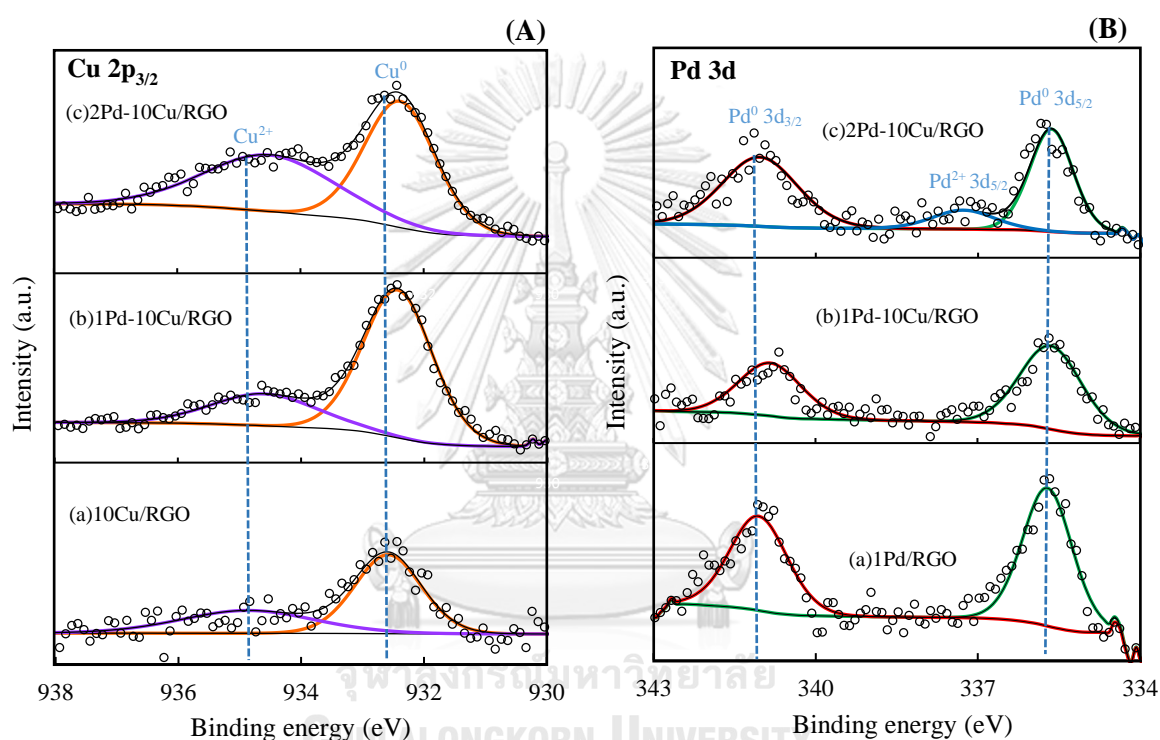 (A)
Cu 2p3/2
Cu⁰
(c)2Pd-10Cu/RGO
Cu²⁺
(b)1Pd-10Cu/RGO
(a)10Cu/RGO
Intensity (a.u.)
938 936 934 932 930
Binding energy (eV)
(B)
Pd 3d
Pd⁰ 3d5/2
Pd⁰ 3d3/2
(c)2Pd-10Cu/RGO
Pd²⁺ 3d5/2
(b)1Pd-10Cu/RGO
(a)1Pd/RGO
Intensity (a.u.)
343 340 337 334
Binding energy (eV)
จุฬาลงกรณ์มหาวิทยาลัย
CHULALONGKORN UNIVERSITY